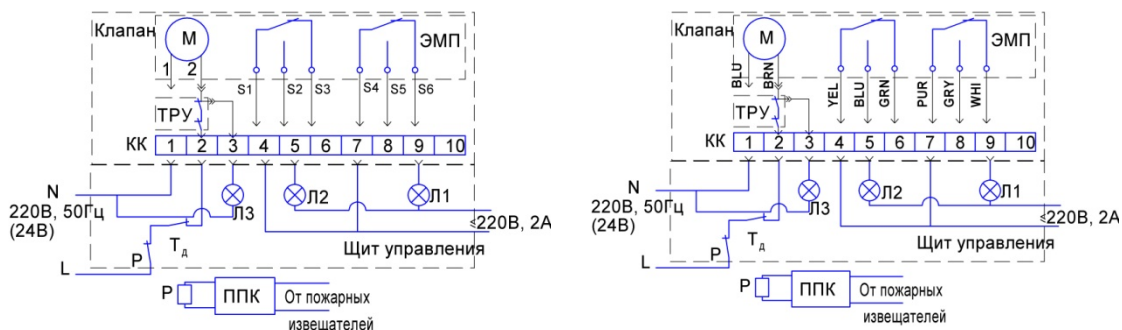 Клапан M ЭМП
1 2
S1 S2 S3 S4 S5 S6
ТРУ
КК 1 2 3 4 5 6 7 8 9 10
N Л3 Л2 Л1
220В, 50Гц
(24В)
≤220В, 2А
Tд
Щит управления
P
L
P ППК От пожарных
извещателей
Клапан M ЭМП
BLU BRN
YEL BLU GRN PUR GRY WHI
ТРУ
КК 1 2 3 4 5 6 7 8 9 10
N Л3 Л2 Л1
220В, 50Гц
(24В)
≤220В, 2А
Tд
Щит управления
P
L
P ППК От пожарных
извещателей